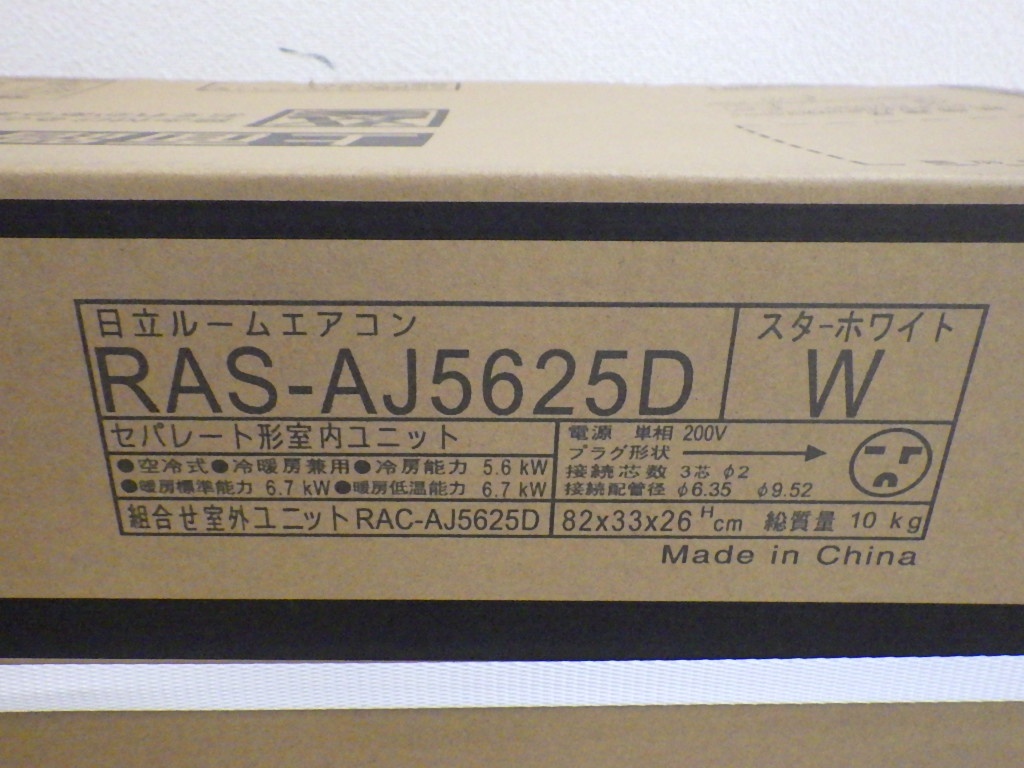 日立ルームエアコン
RAS-AJ5625D
スターホワイト
W
セパレート形室内ユニット
●空冷式●冷暖房兼用●冷房能力 5.6 kW
●暖房標準能力 6.7 kW●暖房低温能力 6.7 kW
組合せ室外ユニットRAC-AJ5625D
電源 単相 200V
プラグ形状
接続芯数 3芯 φ2
接続配管径 φ6.35 φ9.52
82x33x26 H cm 総質量 10 kg
Made in China